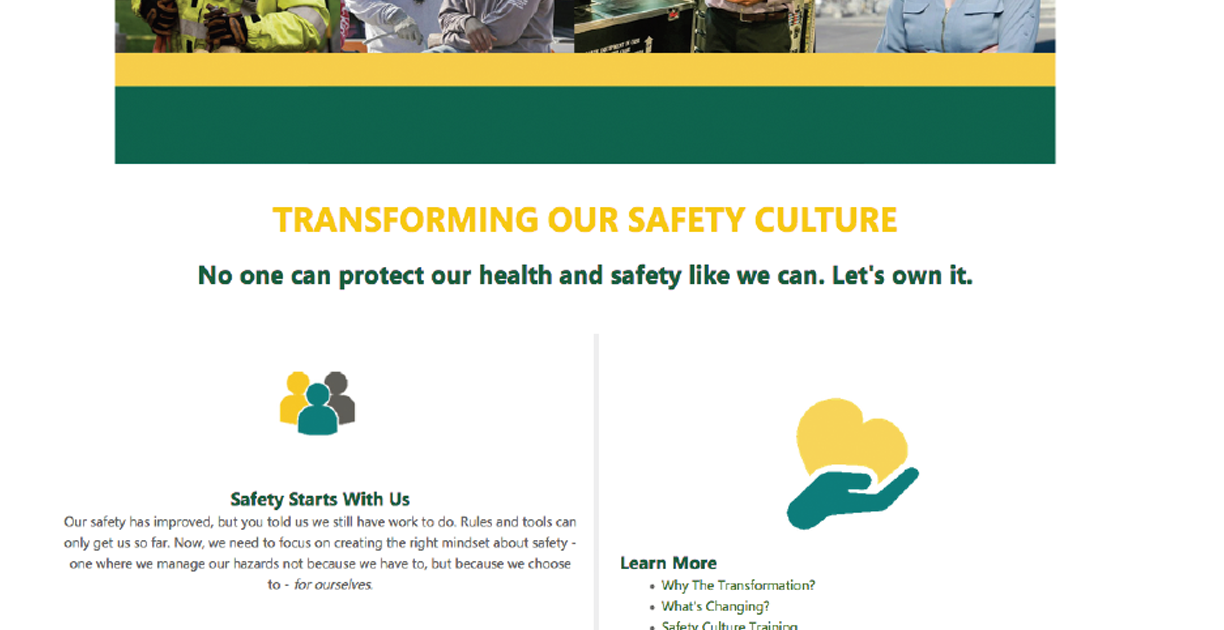 TRANSFORMING OUR SAFETY CULTURE
No one can protect our health and safety like we can. Let's own it.
Safety Starts With Us
Our safety has improved, but you told us we still have work to do. Rules and tools can
only get us so far. Now, we need to focus on creating the right mindset about safety -
one where we manage our hazards not because we have to, but because we choose
to - for ourselves.
Learn More
• Why The Transformation?
• What's Changing?
• Safety Culture Training